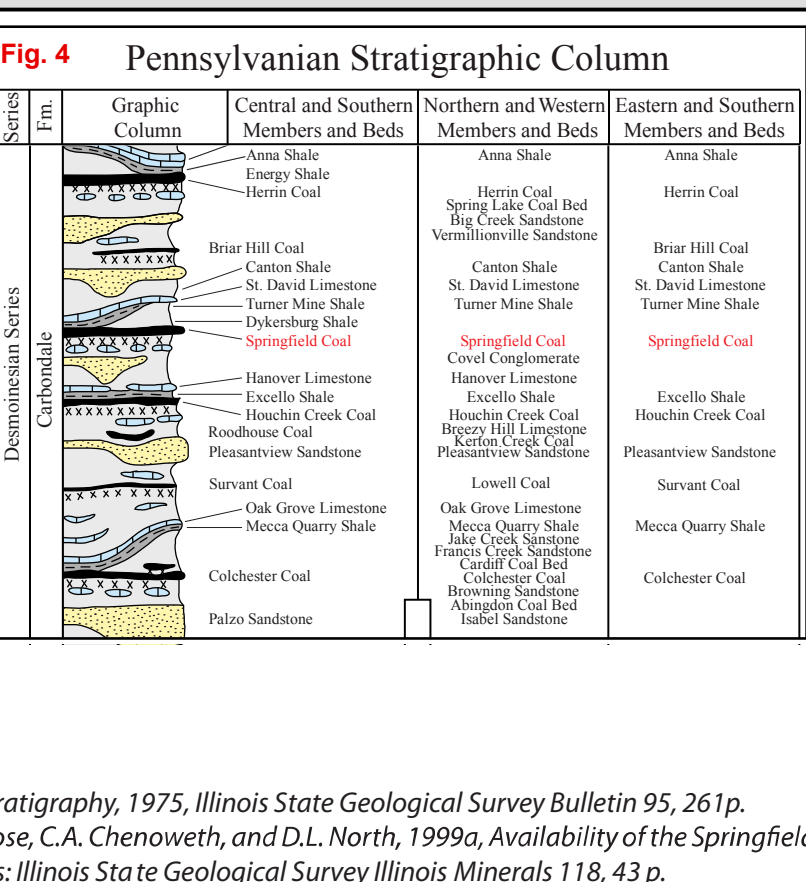 Fig. 4
Pennsylvanian Stratigraphic Column
Series
Fm.
Graphic Column
Central and Southern Members and Beds
Northern and Western Members and Beds
Eastern and Southern Members and Beds
Desmoinesian Series
Carbondale
Anna Shale
Energy Shale
Herrin Coal
Briar Hill Coal
Canton Shale
St. David Limestone
Turner Mine Shale
Dykersburg Shale
Springfield Coal
Hanover Limestone
Excello Shale
Houchin Creek Coal
Roodhouse Coal
Pleasantview Sandstone
Survant Coal
Oak Grove Limestone
Mecca Quarry Shale
Colchester Coal
Palzo Sandstone
Anna Shale
Herrin Coal
Spring Lake Coal Bed
Big Creek Sandstone
Vermillionville Sandstone
Canton Shale
St. David Limestone
Turner Mine Shale
Springfield Coal
Covel Conglomerate
Hanover Limestone
Excello Shale
Houchin Creek Coal
Breezy Hill Limestone
Kerton Creek Coal
Pleasantview Sandstone
Lowell Coal
Oak Grove Limestone
Mecca Quarry Shale
Jake Creek Sanstone
Francis Creek Sandstone
Cardiff Coal Bed
Colchester Coal
Browning Sandstone
Abingdon Coal Bed
Isabel Sandstone
Anna Shale
Herrin Coal
Briar Hill Coal
Canton Shale
St. David Limestone
Turner Mine Shale
Springfield Coal
Excello Shale
Houchin Creek Coal
Pleasantview Sandstone
Survant Coal
Mecca Quarry Shale
Colchester Coal
ratigraphy, 1975, Illinois State Geological Survey Bulletin 95, 261p.
ose, C.A. Chenoweth, and D.L. North, 1999a, Availability of the Springfield
s: Illinois State Geological Survey Illinois Minerals 118, 43 p.